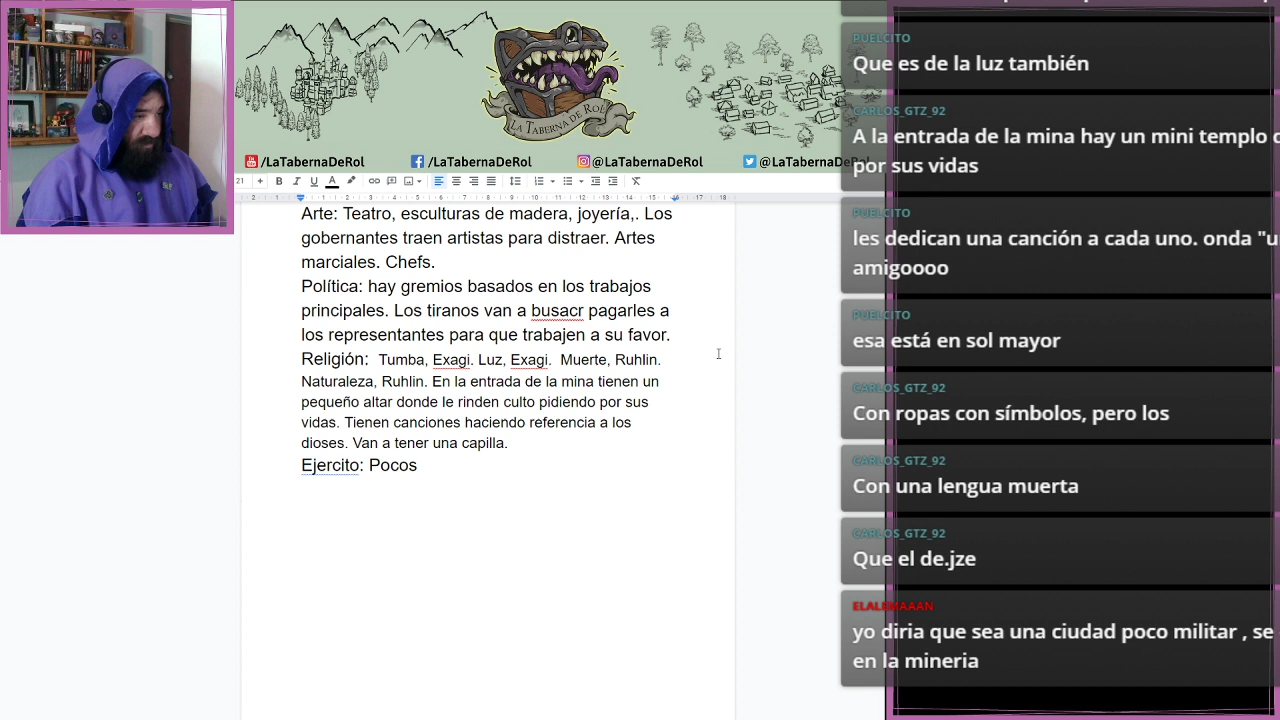 LA TABERNA DE ROL
/LaTabernaDeRol
/LaTabernaDeRol
@LaTabernaDeRol
@LaTabernaDeRol
21
Arte: Teatro, esculturas de madera, joyería,. Los
gobernantes traen artistas para distraer. Artes
marciales. Chefs.
Política: hay gremios basados en los trabajos
principales. Los tiranos van a busacr pagarles a
los representantes para que trabajen a su favor.
Religión: Tumba, Exagi. Luz, Exagi. Muerte, Ruhlin.
Naturaleza, Ruhlin. En la entrada de la mina tienen un
pequeño altar donde le rinden culto pidiendo por sus
vidas. Tienen canciones haciendo referencia a los
dioses. Van a tener una capilla.
Ejercito: Pocos
PUELCITO
Que es de la luz también
CARLOS_GTZ_92
A la entrada de la mina hay un mini templo
por sus vidas
PUELCITO
les dedican una canción a cada uno. onda "u
amigoooo
PUELCITO
esa está en sol mayor
CARLOS_GTZ_92
Con ropas con símbolos, pero los
CARLOS_GTZ_92
Con una lengua muerta
CARLOS_GTZ_92
Que el de.jze
yo diria que sea una ciudad poco militar , se
en la mineria